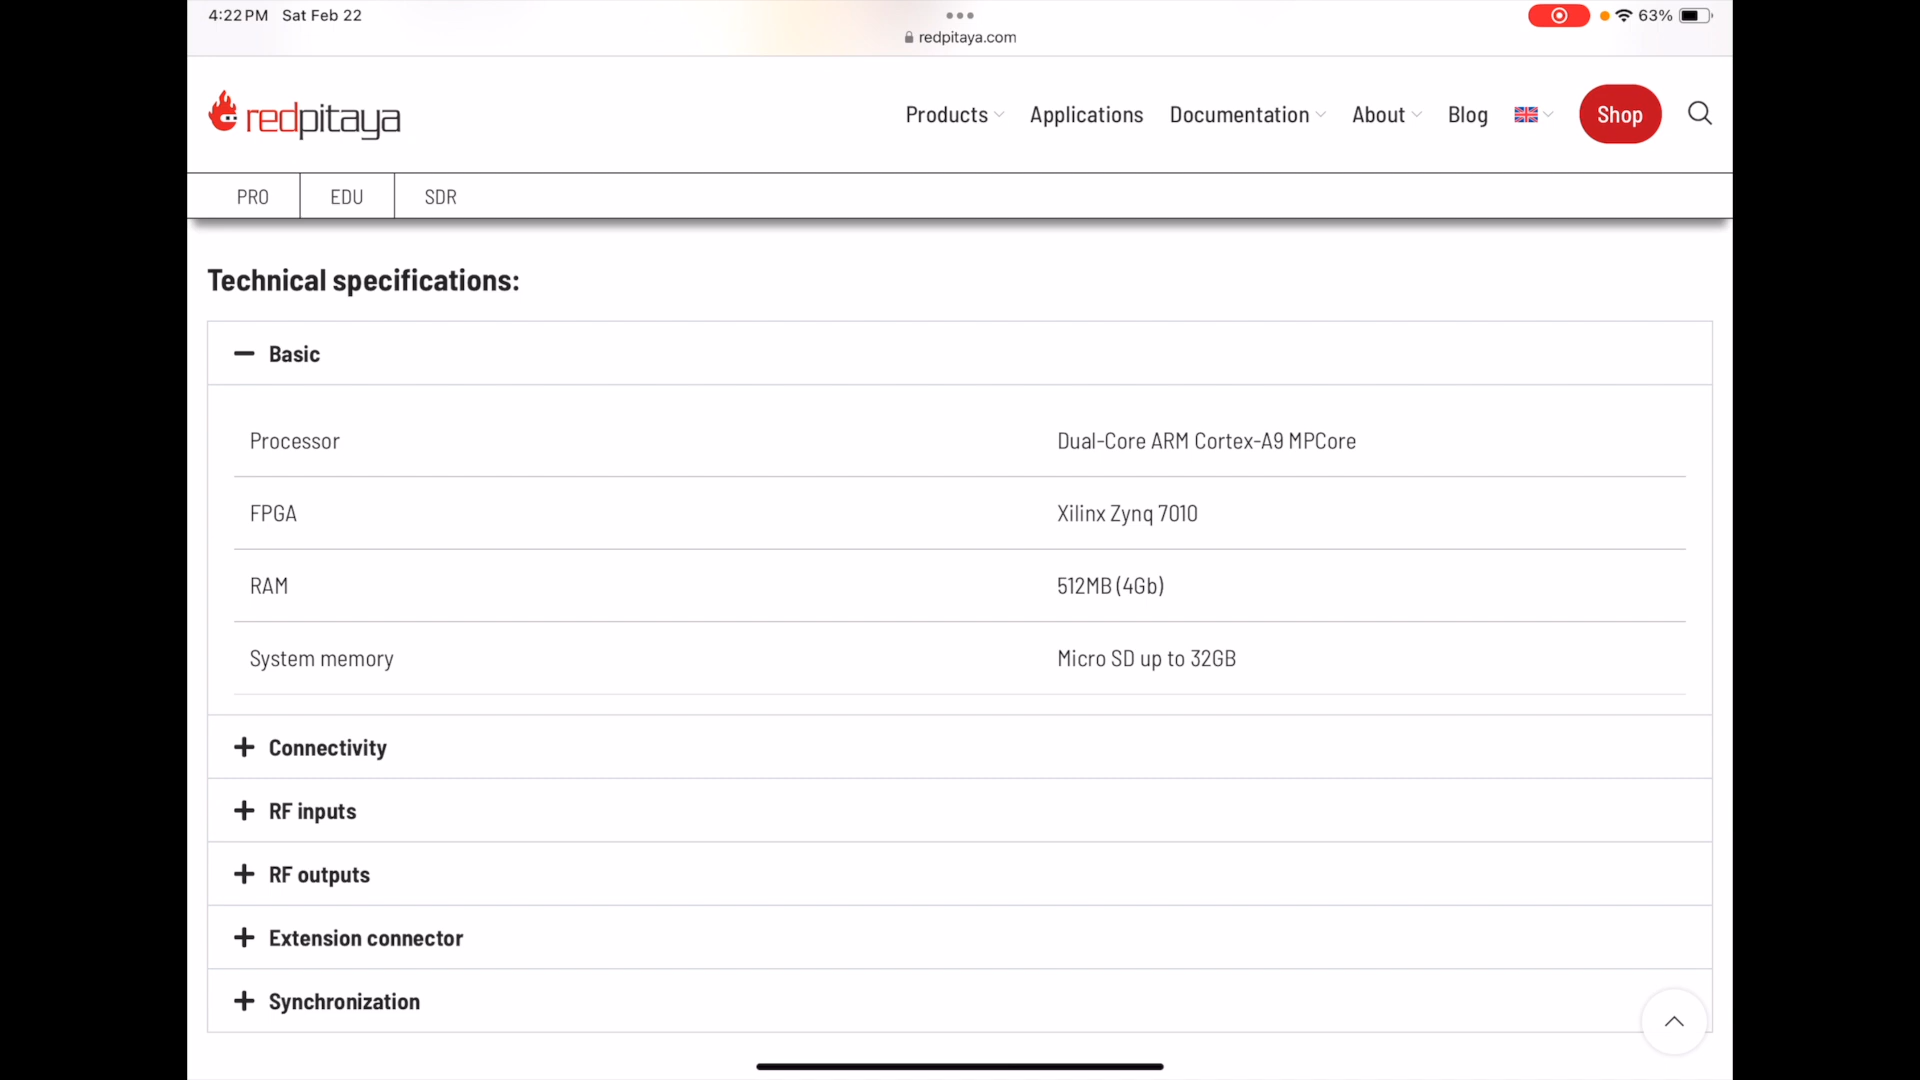 4:22 PM Sat Feb 22
63%
redpitaya.com
redpitaya
Products Applications Documentation About Blog Shop
PRO EDU SDR
Technical specifications:
Basic
Processor Dual-Core ARM Cortex-A9 MPCore
FPGA Xilinx Zynq 7010
RAM 512MB (4Gb)
System memory Micro SD up to 32GB
Connectivity
RF inputs
RF outputs
Extension connector
Synchronization